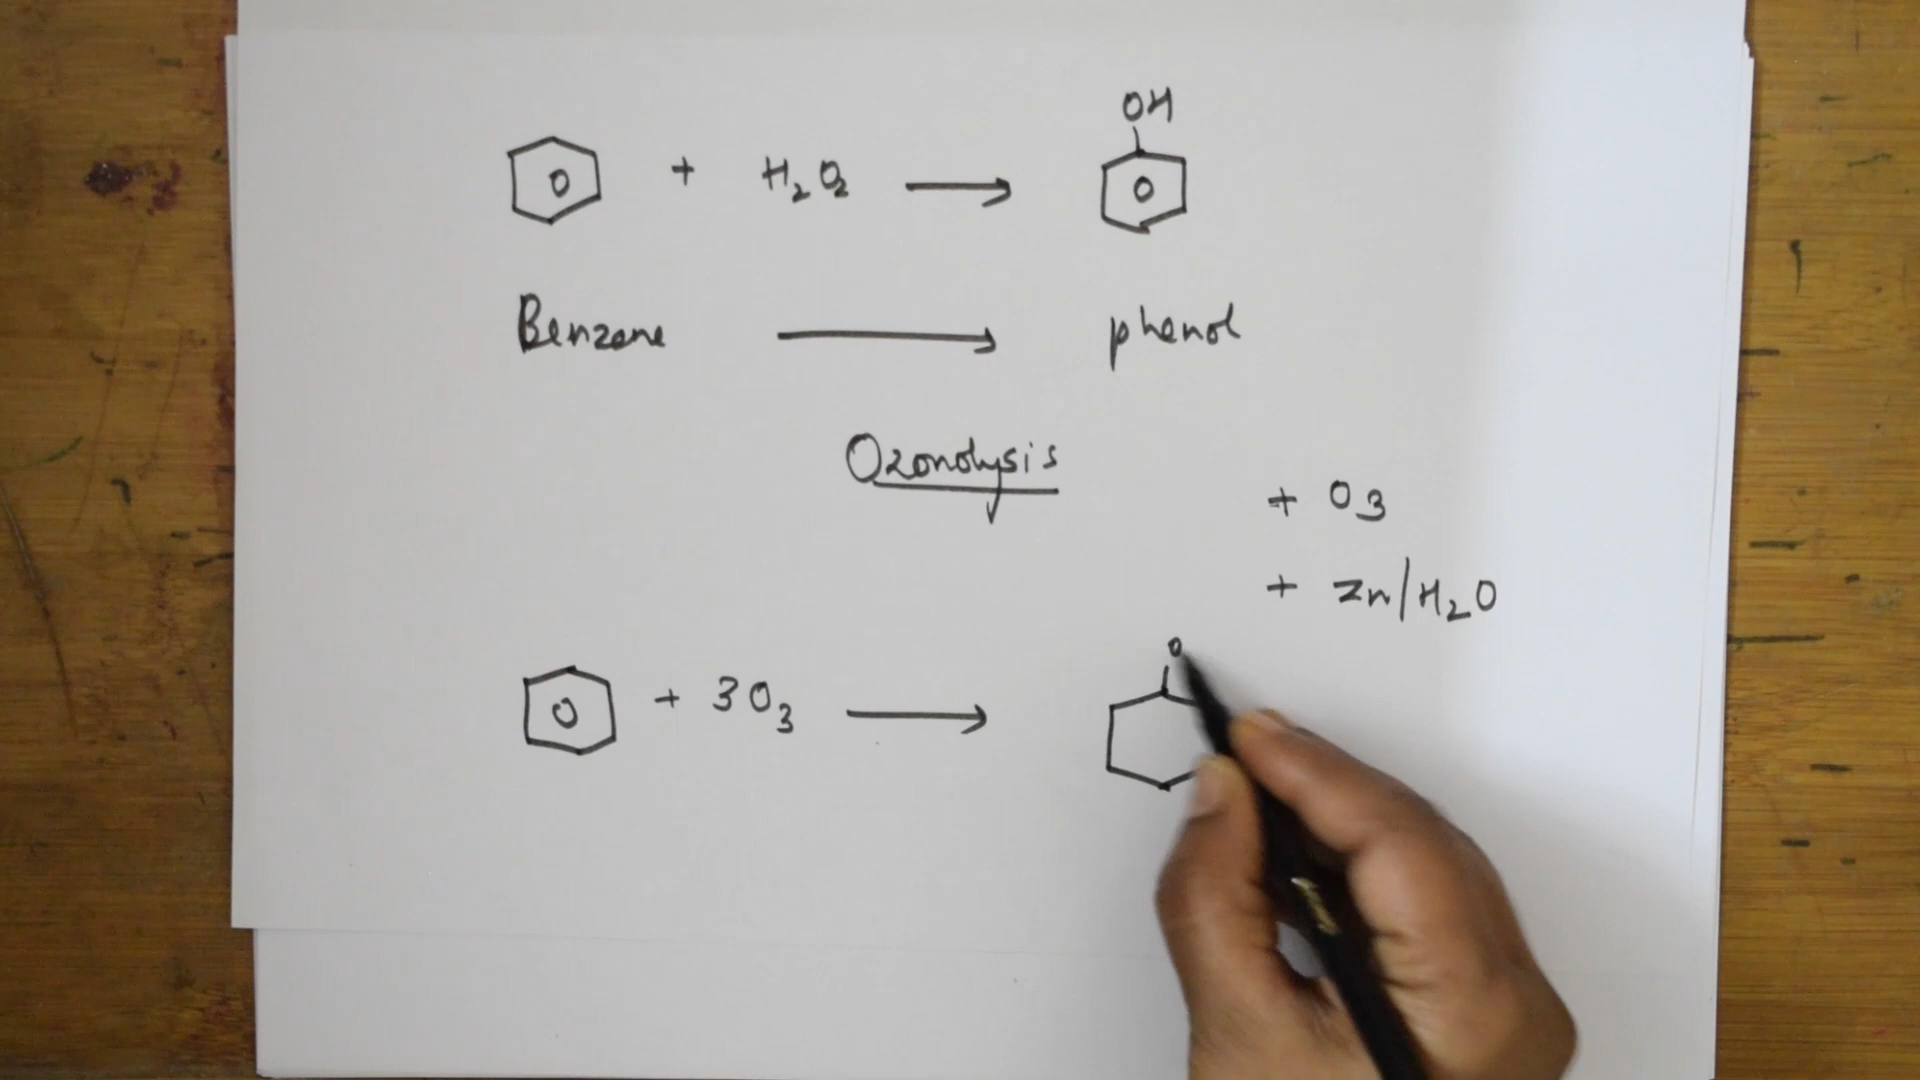 OH
+ H2O2 →
Benzene → phenol
Ozonolysis
+ O3
+ Zn/H2O
O
+ 3O3 →